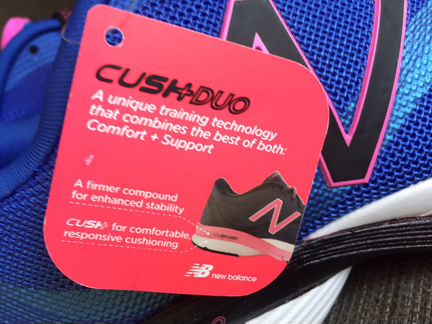 CUSH+DUO
A unique training technology
that combines the best of both:
Comfort + Support
A firmer compound
for enhanced stability
CUSH+ for comfortable,
responsive cushioning
new balance